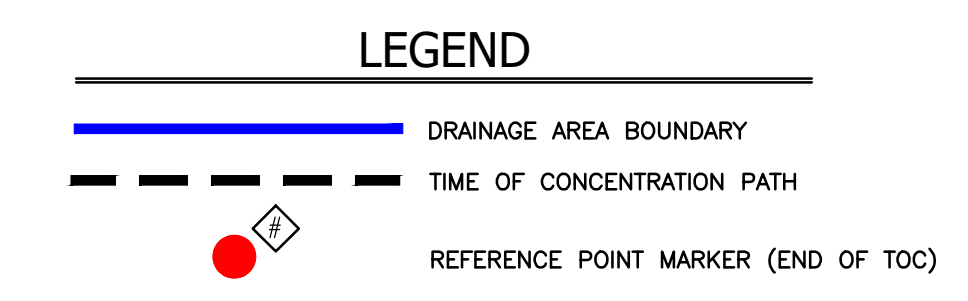 LEGEND
DRAINAGE AREA BOUNDARY
TIME OF CONCENTRATION PATH
#
REFERENCE POINT MARKER (END OF TOC)